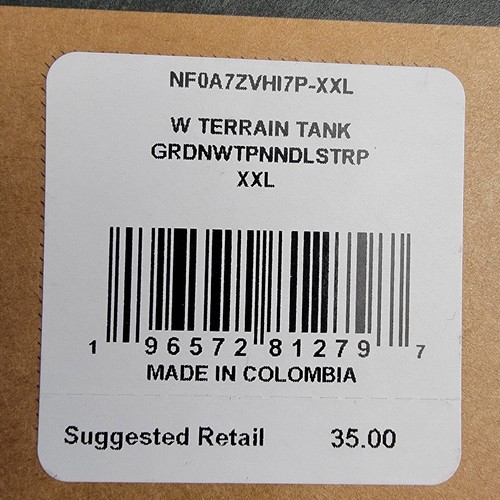 NF0A7ZVHI7P-XXL
W TERRAIN TANK
GRDNWTPNNDLSTRP
XXL
1 96572 81279 7
MADE IN COLOMBIA
Suggested Retail 35.00